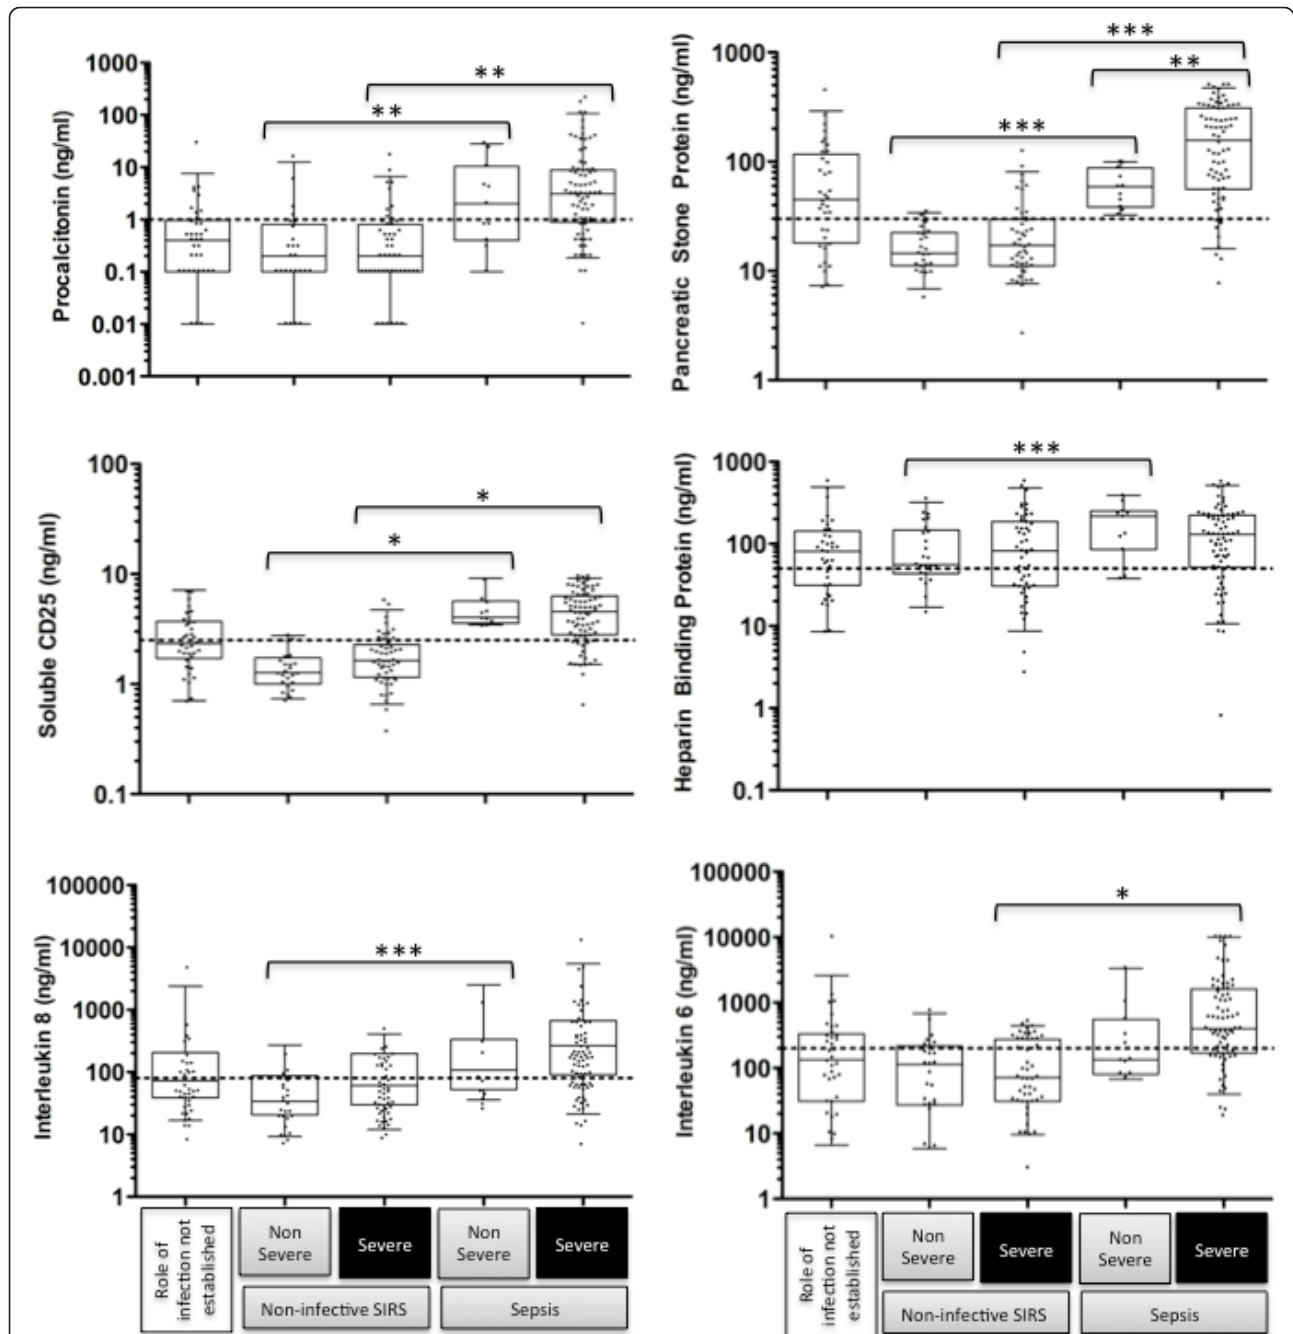 Procalcitonin (ng/ml)
1000
100
10
1
0.1
0.01
0.001
**
**
Pancreatic Stone Protein (ng/ml)
1000
100
10
1
***
***
**
Soluble CD25 (ng/ml)
100
10
1
0.1
*
*
Heparin Binding Protein (ng/ml)
1000
100
10
1
0.1
***
Interleukin 8 (ng/ml)
100000
10000
1000
100
10
1
***
Interleukin 6 (ng/ml)
100000
10000
1000
100
10
1
*
Role of
infection not
established
Non
Severe
Severe
Non
Severe
Severe
Non-infective SIRS
Sepsis
Role of
infection not
established
Non
Severe
Severe
Non
Severe
Severe
Non-infective SIRS
Sepsis